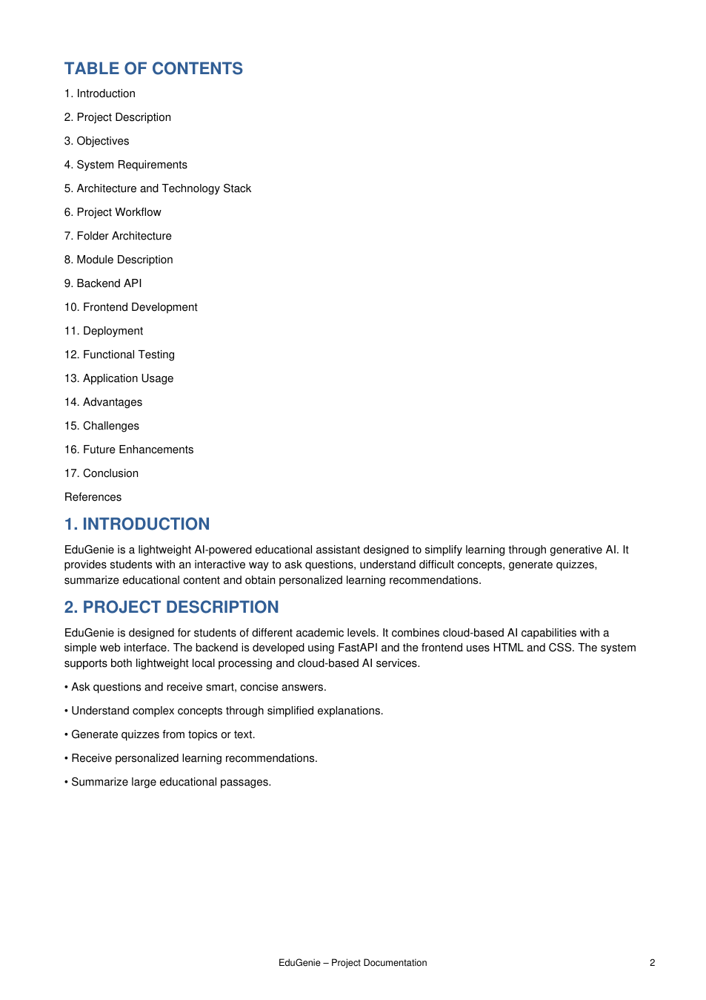 TABLE OF CONTENTS
1. Introduction
2. Project Description
3. Objectives
4. System Requirements
5. Architecture and Technology Stack
6. Project Workflow
7. Folder Architecture
8. Module Description
9. Backend API
10. Frontend Development
11. Deployment
12. Functional Testing
13. Application Usage
14. Advantages
15. Challenges
16. Future Enhancements
17. Conclusion
References
1. INTRODUCTION
EduGenie is a lightweight AI-powered educational assistant designed to simplify learning through generative AI. It
provides students with an interactive way to ask questions, understand difficult concepts, generate quizzes,
summarize educational content and obtain personalized learning recommendations.
2. PROJECT DESCRIPTION
EduGenie is designed for students of different academic levels. It combines cloud-based AI capabilities with a
simple web interface. The backend is developed using FastAPI and the frontend uses HTML and CSS. The system
supports both lightweight local processing and cloud-based AI services.
• Ask questions and receive smart, concise answers.
• Understand complex concepts through simplified explanations.
• Generate quizzes from topics or text.
• Receive personalized learning recommendations.
• Summarize large educational passages.
EduGenie – Project Documentation 2